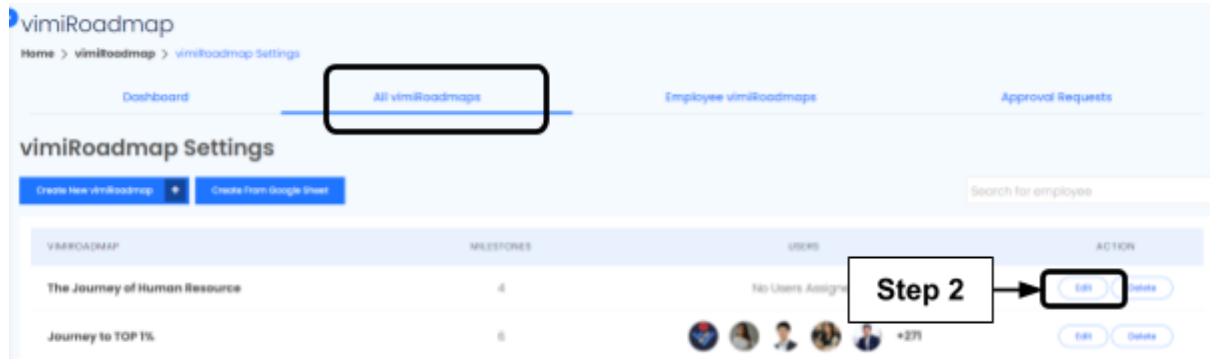 vimiRoadmap
Home > vimiRoadmap > vimiRoadmap Settings
Dashboard All vimiRoadmaps Employee vimiRoadmaps Approval Requests
vimiRoadmap Settings
Create New vimiRoadmap + Create From Google Sheet Search for employee
VIMIROADMAP MILESTONES USERS ACTION
The Journey of Human Resource 4 No Users Assigne Step 2 Edit Delete
Journey to TOP 1% 6 +271 Edit Delete